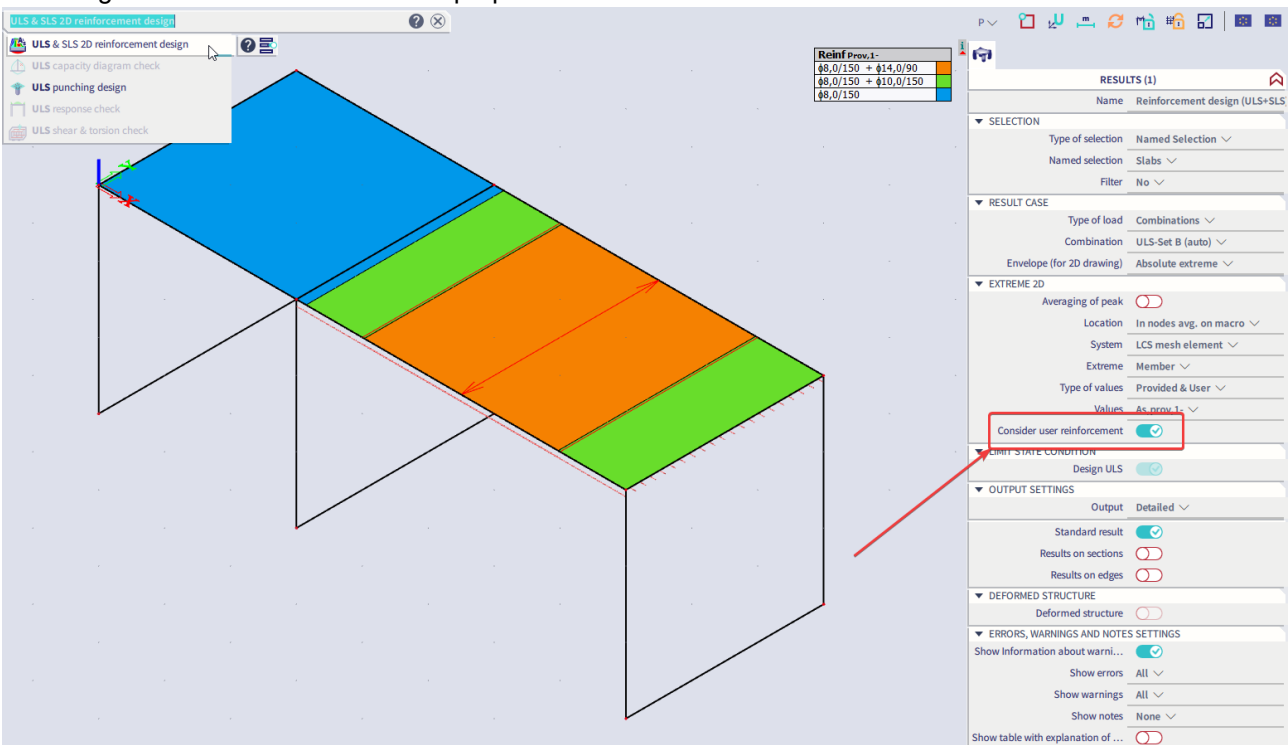 ULS & SLS 2D reinforcement design
ULS & SLS 2D reinforcement design
ULS capacity diagram check
ULS punching design
ULS response check
ULS shear & torsion check
Reinf Prov,1-
ϕ8,0/150 + ϕ14,0/90
ϕ8,0/150 + ϕ10,0/150
ϕ8,0/150
P
RESULTS (1)
Name Reinforcement design (ULS+SLS
SELECTION
Type of selection Named Selection
Named selection Slabs
Filter No
RESULT CASE
Type of load Combinations
Combination ULS-Set B (auto)
Envelope (for 2D drawing) Absolute extreme
EXTREME 2D
Averaging of peak
Location In nodes avg. on macro
System LCS mesh element
Extreme Member
Type of values Provided & User
Values As,prov,1-
Consider user reinforcement
LIMIT STATE CONDITION
Design ULS
OUTPUT SETTINGS
Output Detailed
Standard result
Results on sections
Results on edges
DEFORMED STRUCTURE
Deformed structure
ERRORS, WARNINGS AND NOTES SETTINGS
Show Information about warni...
Show errors All
Show warnings All
Show notes None
Show table with explanation of ...